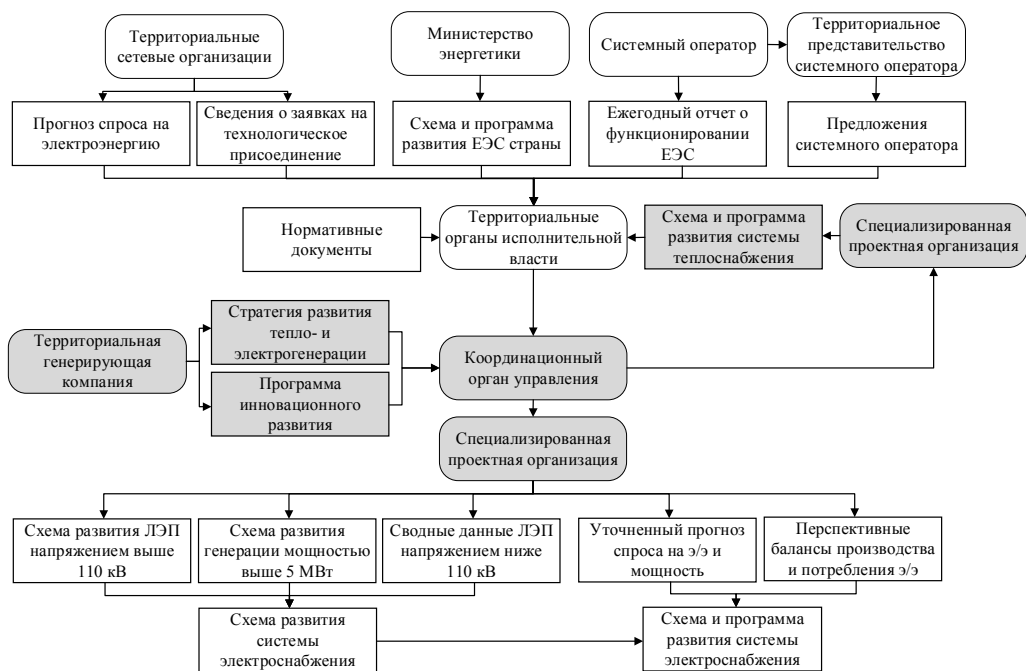 Территориальные
сетевые организации
Министерство
энергетики
Системный оператор
Территориальное
представительство
системного оператора
Прогноз спроса на
электроэнергию
Сведения о заявках на
технологическое
присоединение
Схема и программа
развития ЕЭС страны
Ежегодный отчет о
функционировании
ЕЭС
Предложения
системного оператора
Нормативные
документы
Территориальные
органы исполнительной
власти
Схема и программа
развития системы
теплоснабжения
Специализированная
проектная организация
Территориальная
генерирующая
компания
Стратегия развития
тепло- и
электрогенерации
Программа
инновационного
развития
Координационный
орган управления
Специализированная
проектная организация
Схема развития ЛЭП
напряжением выше
110 кВ
Схема развития
генерации мощностью
выше 5 МВт
Сводные данные ЛЭП
напряжением ниже
110 кВ
Уточненный прогноз
спроса на э/э и
мощность
Перспективные
балансы производства
и потребления э/э
Схема развития
системы
электроснабжения
Схема и программа
развития системы
электроснабжения